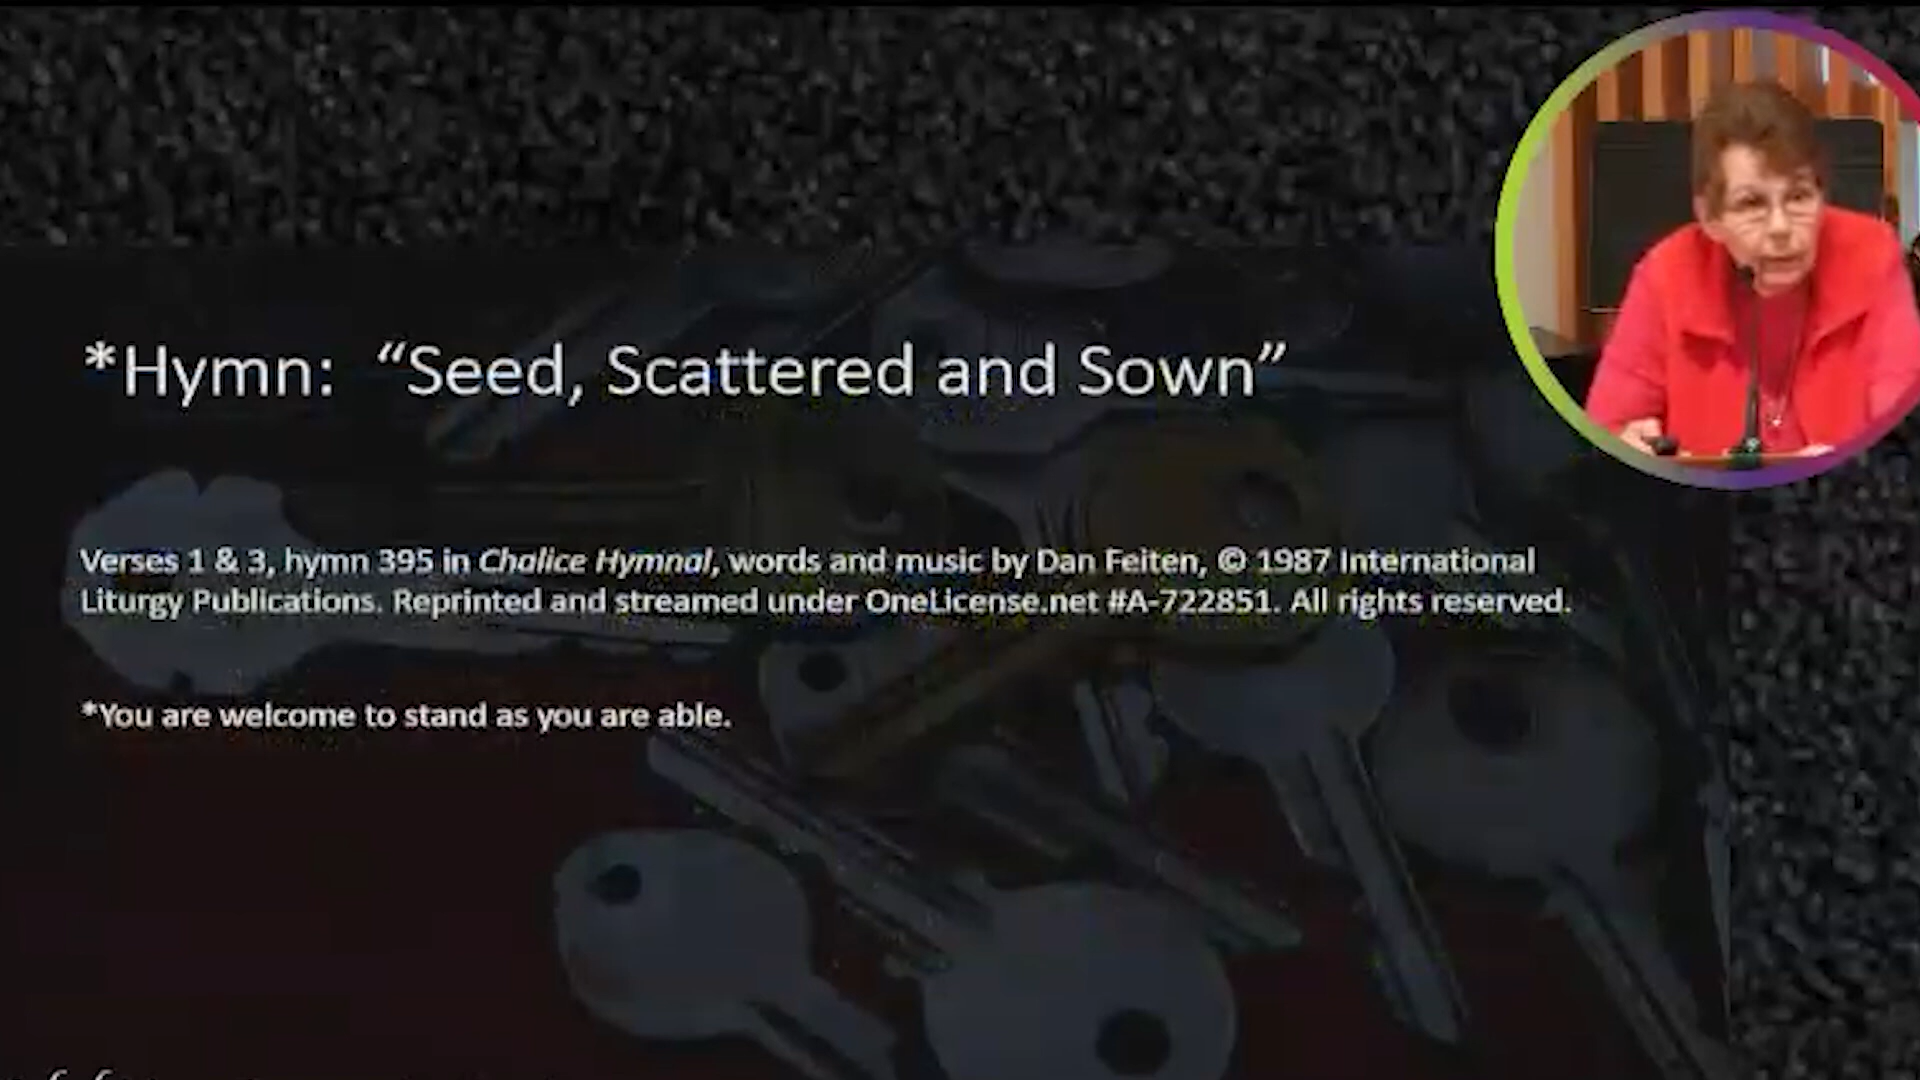 *Hymn: “Seed, Scattered and Sown”
Verses 1 & 3, hymn 395 in Chalice Hymnal, words and music by Dan Feiten, © 1987 International
Liturgy Publications. Reprinted and streamed under OneLicense.net #A-722851. All rights reserved.
*You are welcome to stand as you are able.